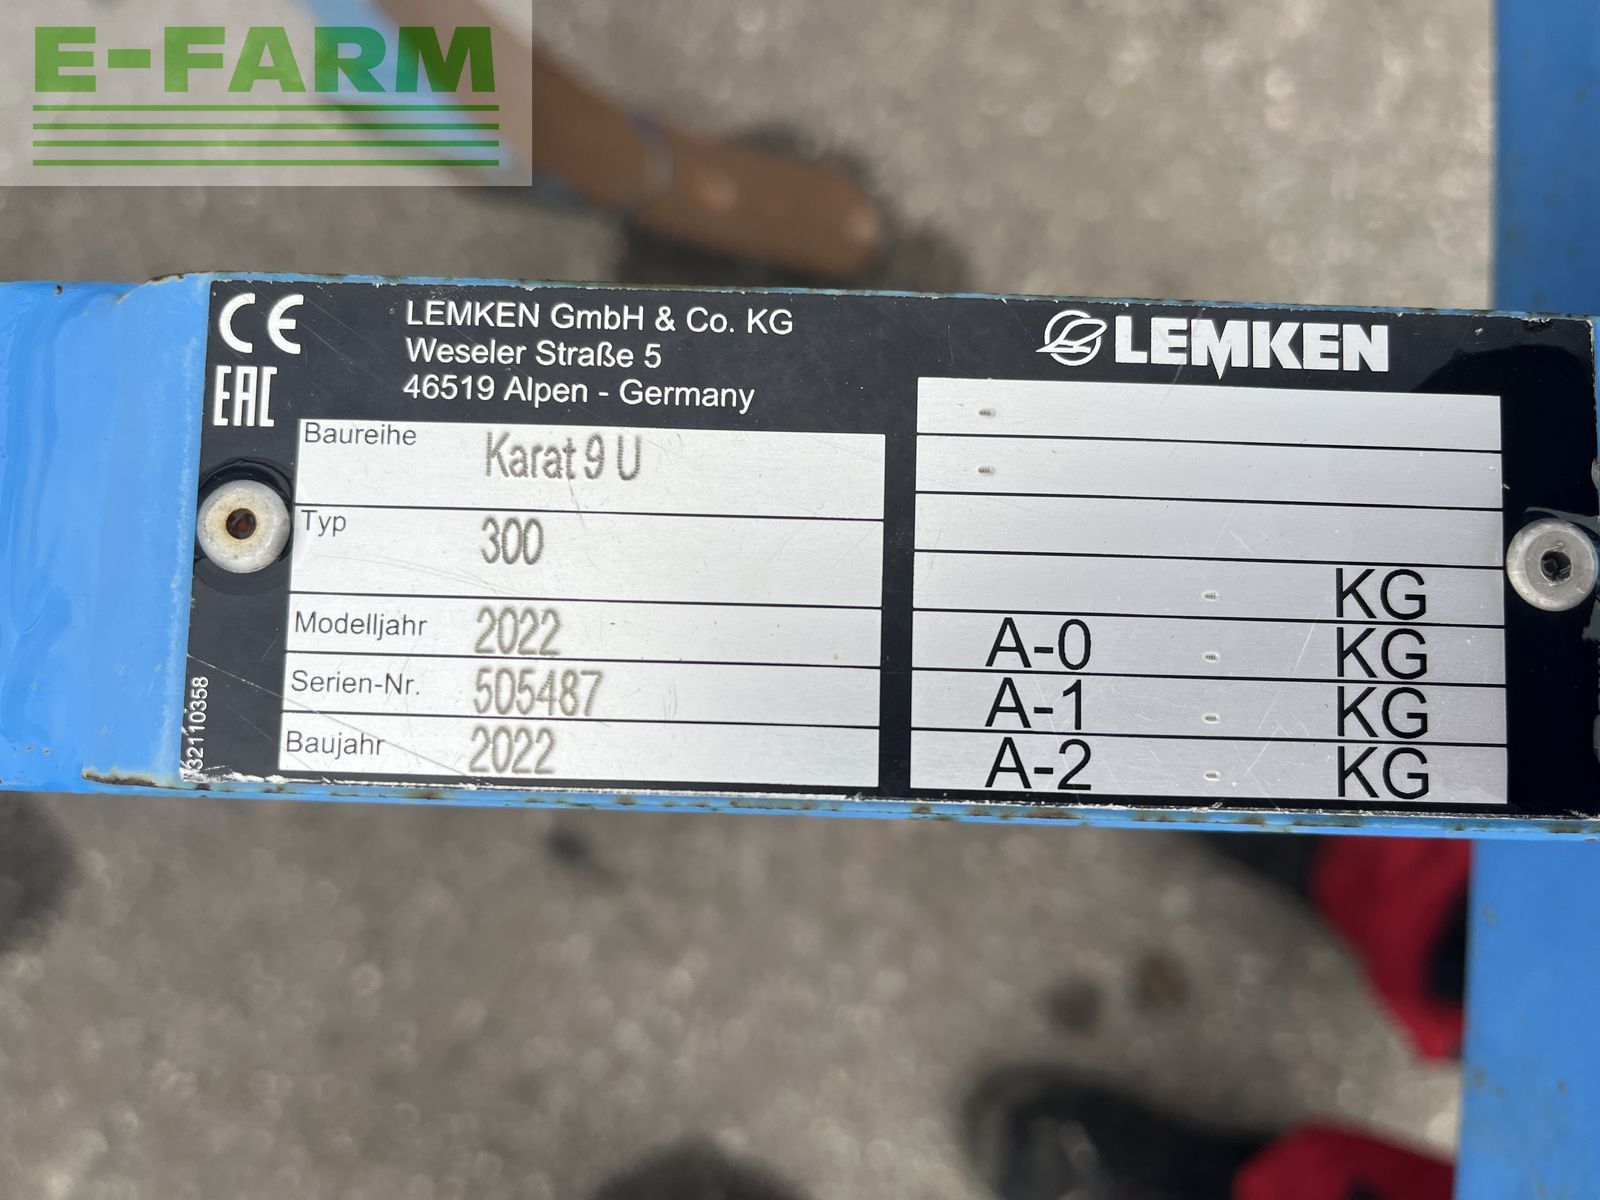 E-FARM
CE
EAC
LEMKEN GmbH & Co. KG
Weseler Straße 5
46519 Alpen - Germany
LEMKEN
Baureihe Karat 9 U
Typ 300
Modelljahr 2022
Serien-Nr. 505487
Baujahr 2022
-
-
- KG
A-0 - KG
A-1 - KG
A-2 - KG
32110358